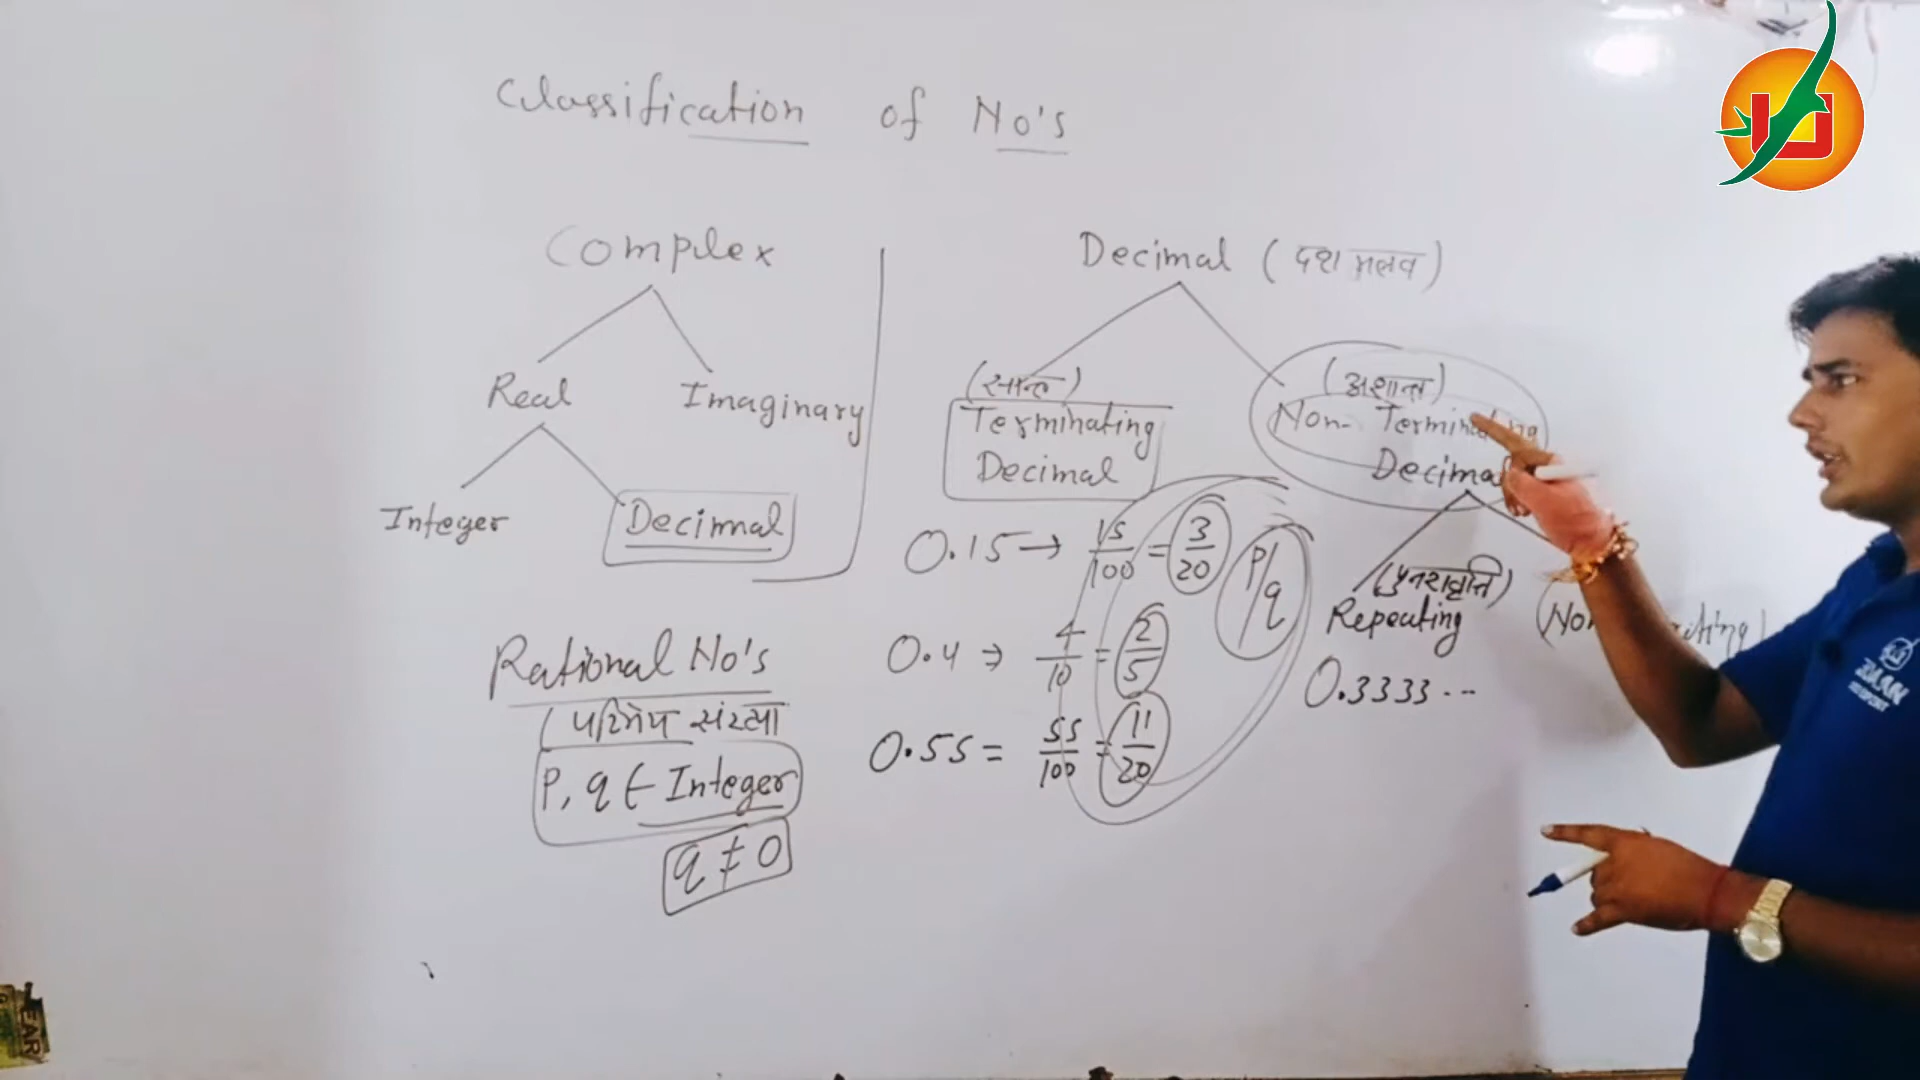 Classification of No's
Complex
Real Imaginary
Integer Decimal
Rational No's
(परिमेय संख्या
P, q ∈ Integer
q ≠ 0
Decimal (दशमलव)
(सान्त)
Terminating
Decimal
(अशान्त)
Non- Terminating
Decimal
0.15 → 15/100 = 3/20
0.4 → 4/10 = 2/5
0.55 = 55/100 = 11/20
P/q
(पुनरावृत्ति)
Repeating
0.3333...
YEAR